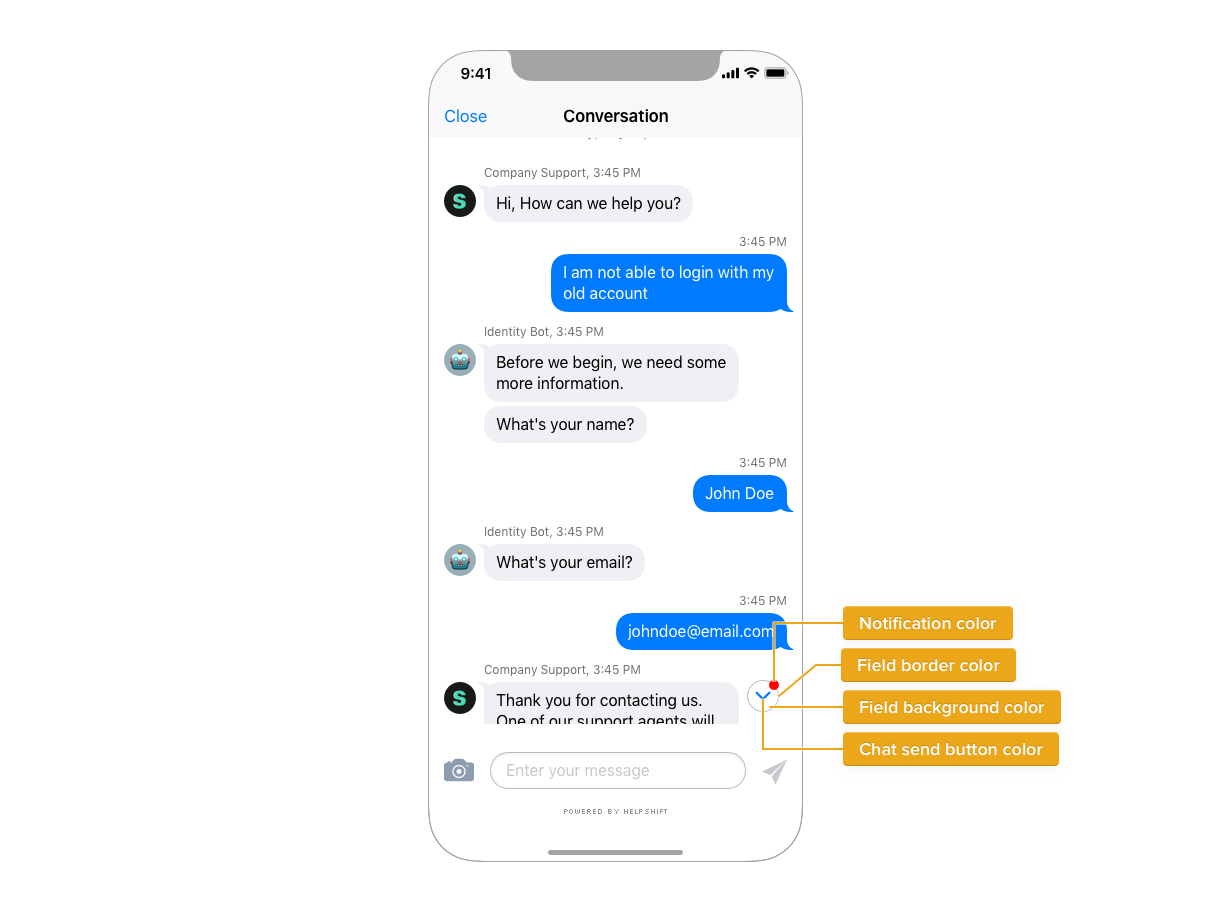 9:41
Close
Conversation
Company Support, 3:45 PM
S
Hi, How can we help you?
3:45 PM
I am not able to login with my
old account
Identity Bot, 3:45 PM
Before we begin, we need some
more information.
What's your name?
3:45 PM
John Doe
Identity Bot, 3:45 PM
What's your email?
3:45 PM
johndoe@email.com
Notification color
Field border color
Company Support, 3:45 PM
S
Thank you for contacting us.
One of our support agents will
Field background color
Chat send button color
Enter your message
POWERED BY HELPSHIFT